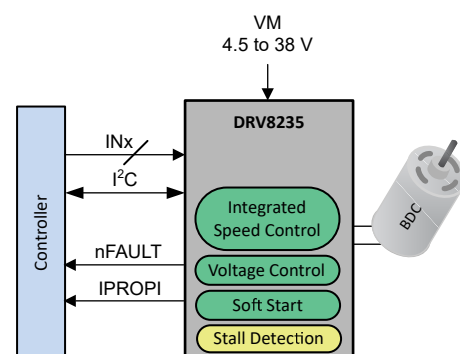 VM
4.5 to 38 V
DRV8235
INx
I²C
Controller
Integrated
Speed Control
BDC
nFAULT
Voltage Control
IPROPI
Soft Start
Stall Detection